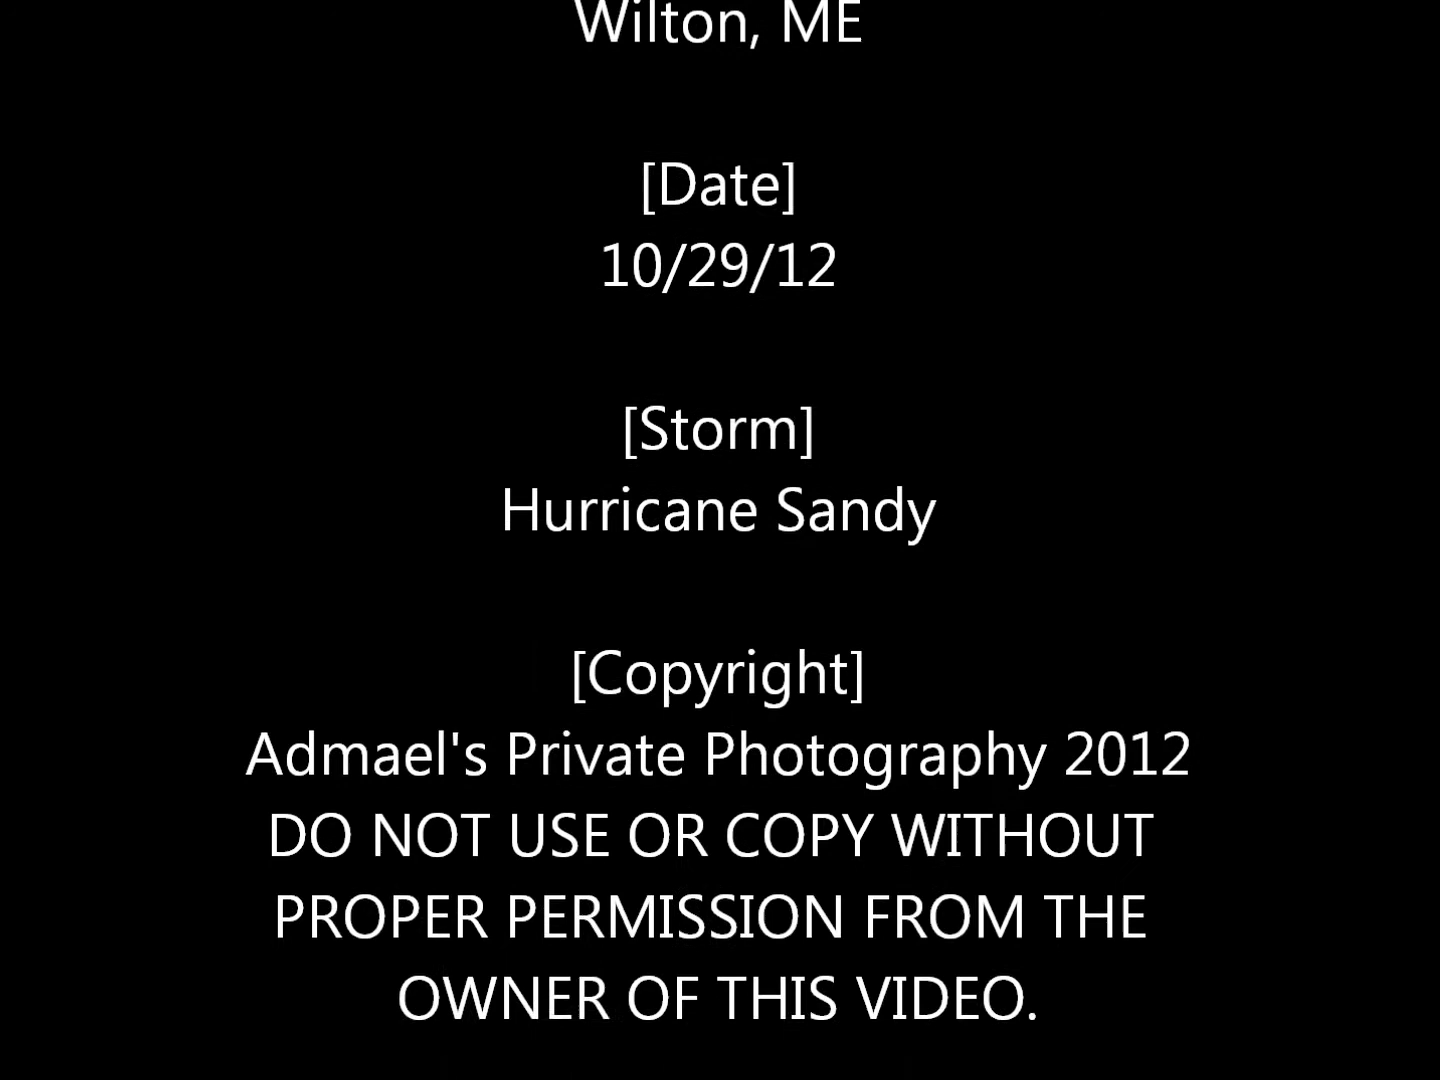 Wilton, ME
[Date]
10/29/12
[Storm]
Hurricane Sandy
[Copyright]
Admael's Private Photography 2012
DO NOT USE OR COPY WITHOUT
PROPER PERMISSION FROM THE
OWNER OF THIS VIDEO.